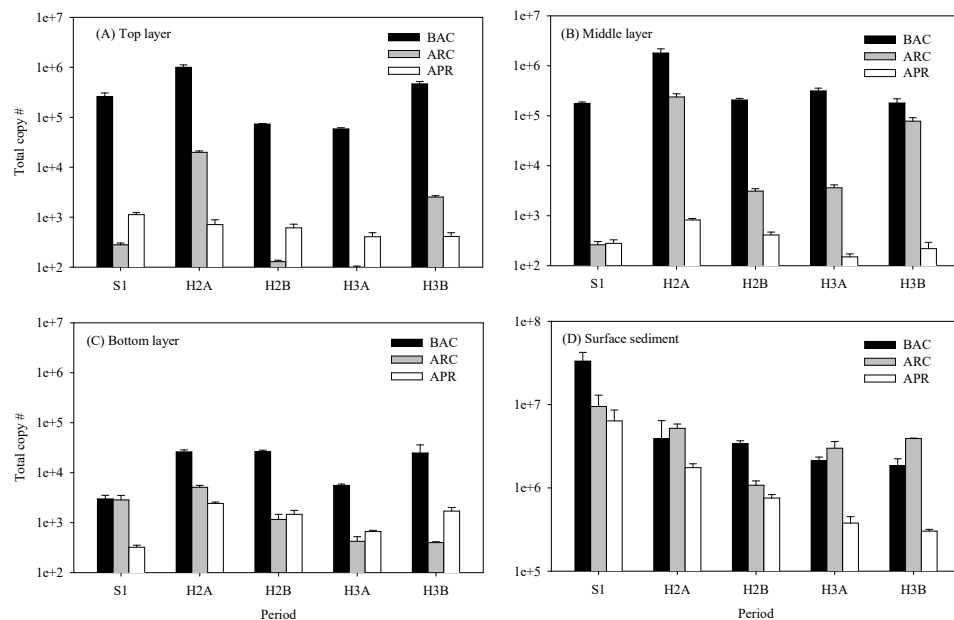 (A) Top layer
BAC
ARC
APR
1e+7
1e+6
1e+5
1e+4
1e+3
1e+2
Total copy #
S1 H2A H2B H3A H3B
(B) Middle layer
BAC
ARC
APR
1e+7
1e+6
1e+5
1e+4
1e+3
1e+2
S1 H2A H2B H3A H3B
(C) Bottom layer
BAC
ARC
APR
1e+7
1e+6
1e+5
1e+4
1e+3
1e+2
Total copy #
S1 H2A H2B H3A H3B
Period
(D) Surface sediment
BAC
ARC
APR
1e+8
1e+7
1e+6
1e+5
S1 H2A H2B H3A H3B
Period